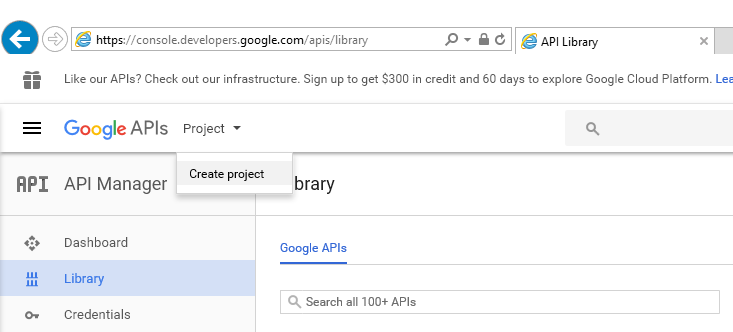 https://console.developers.google.com/apis/library
API Library
Like our APIs? Check out our infrastructure. Sign up to get $300 in credit and 60 days to explore Google Cloud Platform.
Google APIs Project
Create project
API API Manager
brary
Dashboard
Google APIs
Library
Search all 100+ APIs
Credentials